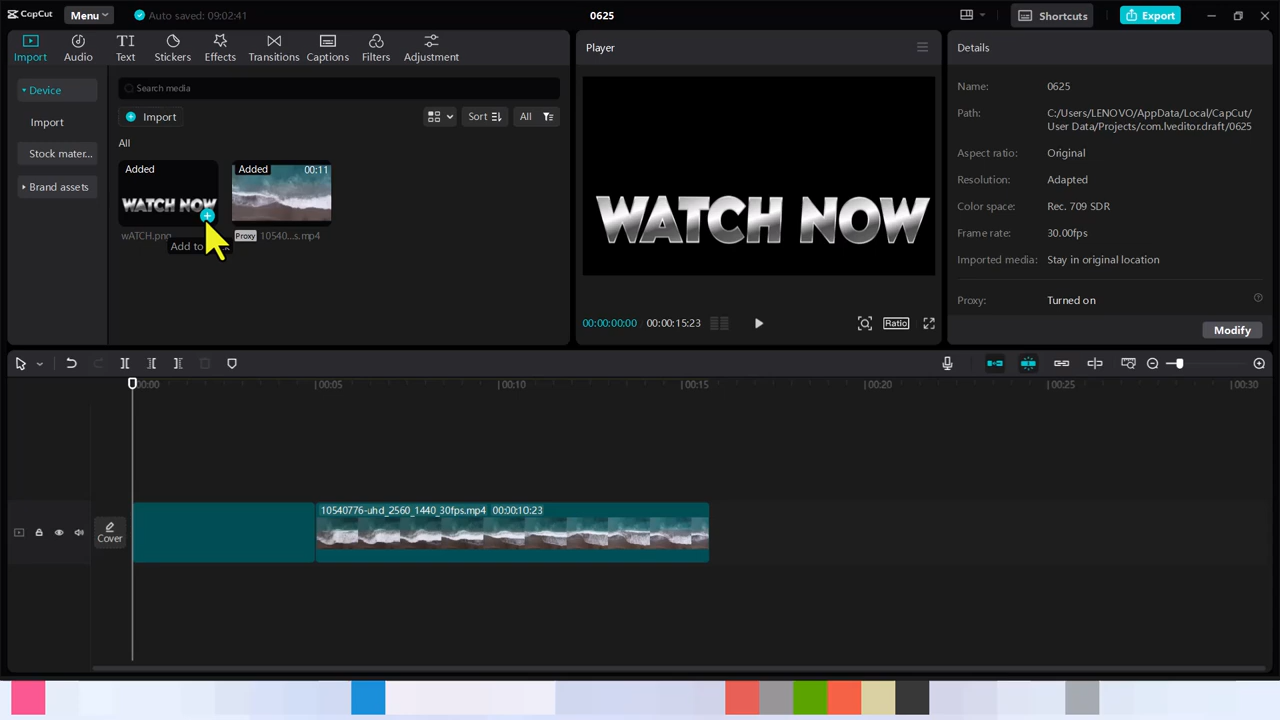 CapCut
Menu
Auto saved: 09:02:41
0625
Shortcuts
Export
Import
Audio
Text
Stickers
Effects
Transitions
Captions
Filters
Adjustment
Device
Import
Stock mater...
Brand assets
Search media
Import
Sort
All
All
Added
WATCH NOW
wATCH.png
Add to
Added
00:11
Proxy
10540...s.mp4
Player
WATCH NOW
00:00:00:00
00:00:15:23
Ratio
Details
Name:
0625
Path:
C:/Users/LENOVO/AppData/Local/CapCut/
User Data/Projects/com.lveditor.draft/0625
Aspect ratio:
Original
Resolution:
Adapted
Color space:
Rec. 709 SDR
Frame rate:
30.00fps
Imported media:
Stay in original location
Proxy:
Turned on
Modify
00:00
00:05
00:10
00:15
00:20
00:25
00:30
Cover
10540776-uhd_2560_1440_30fps.mp4
00:00:10:23